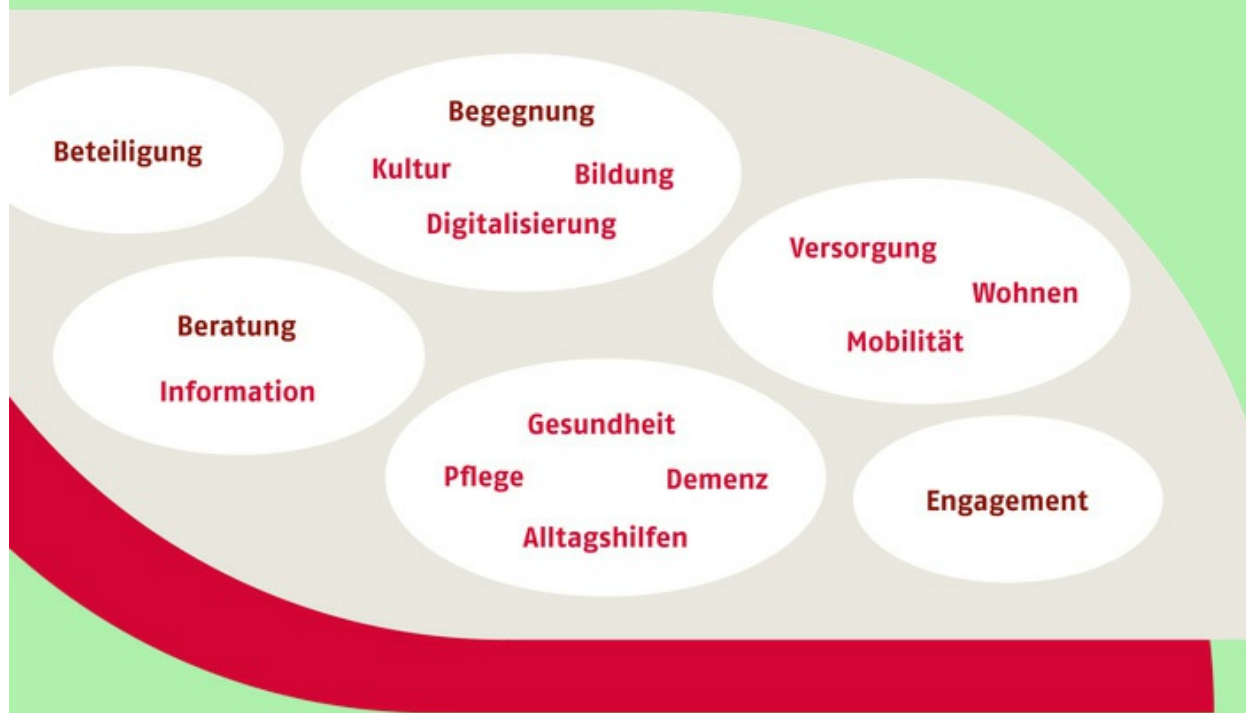 Beteiligung
Begegnung
Kultur
Bildung
Digitalisierung
Versorgung
Wohnen
Mobilität
Beratung
Information
Gesundheit
Pflege
Demenz
Alltagshilfen
Engagement